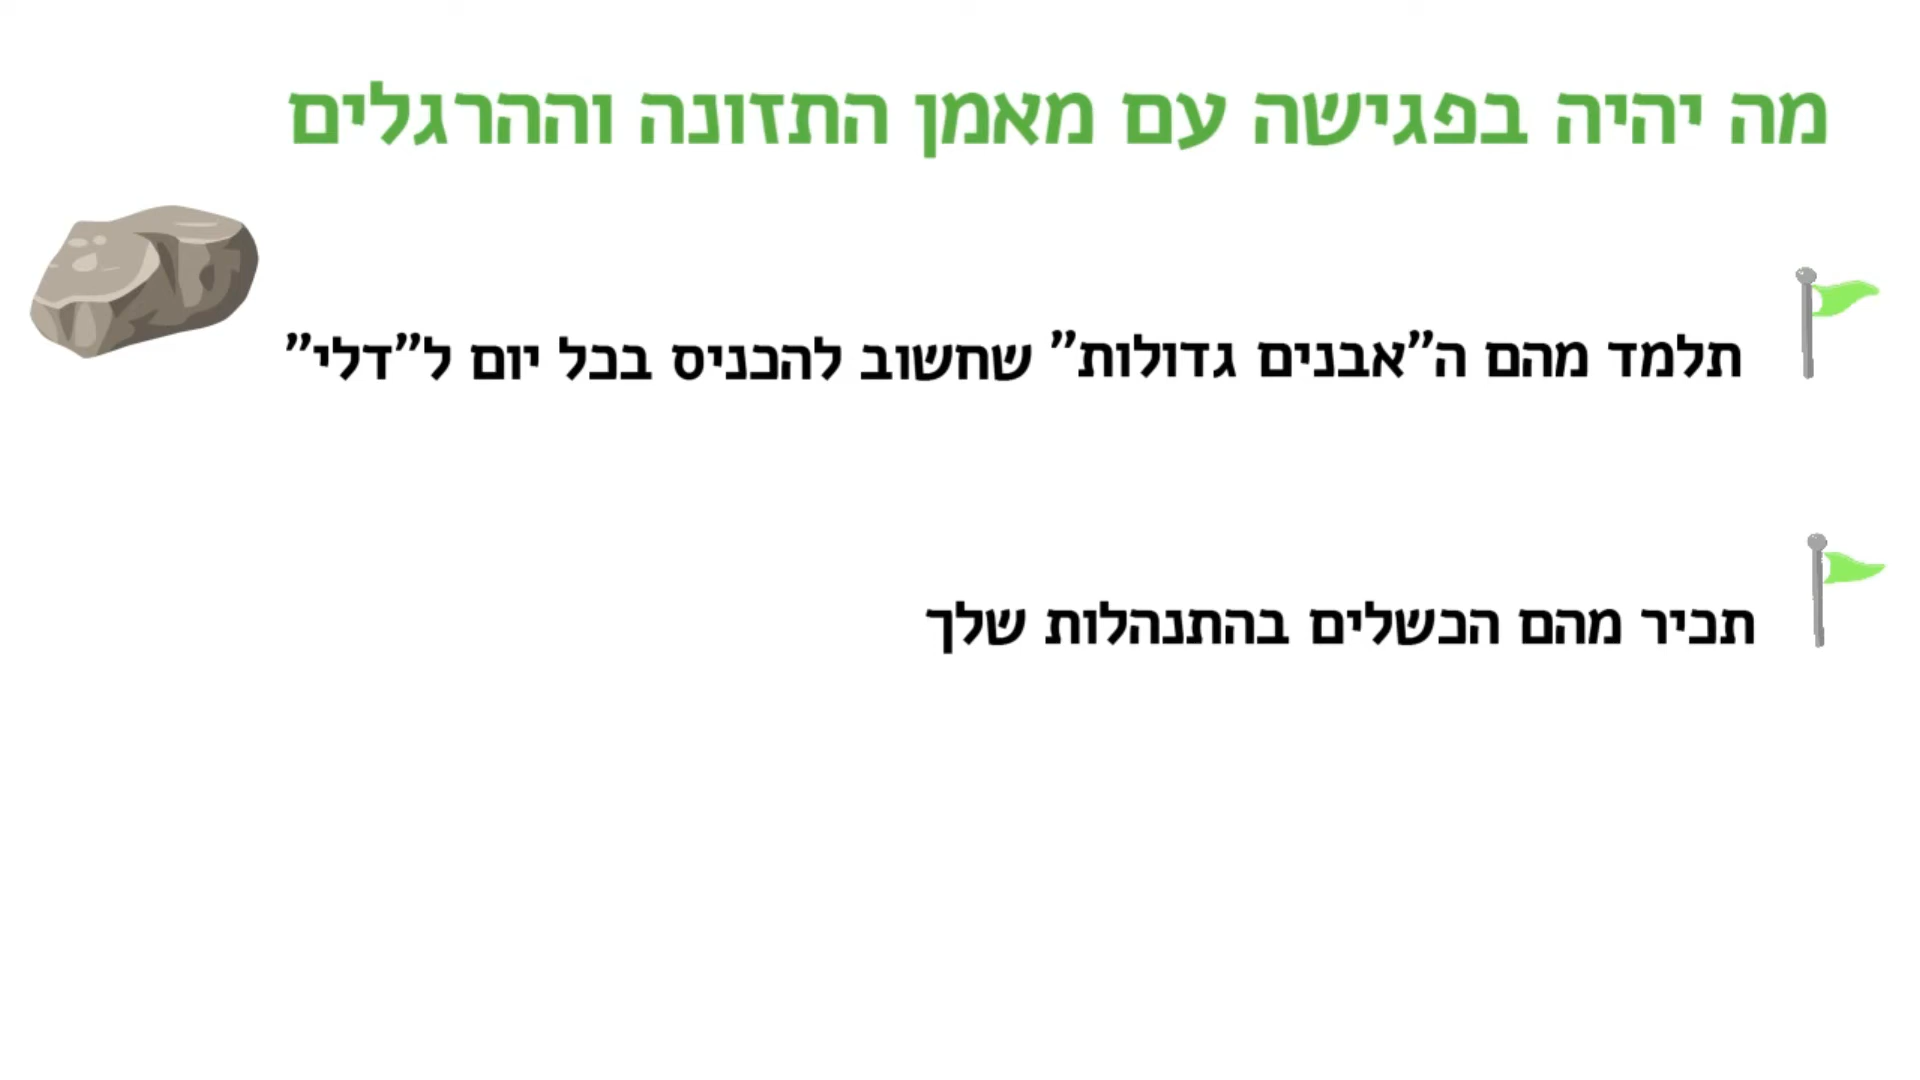 מה יהיה בפגישה עם מאמן התזונה וההרגלים
תלמד מהם ה"אבנים גדולות" שחשוב להכניס בכל יום ל"דלי"
תכיר מהם הכשלים בהתנהלות שלך